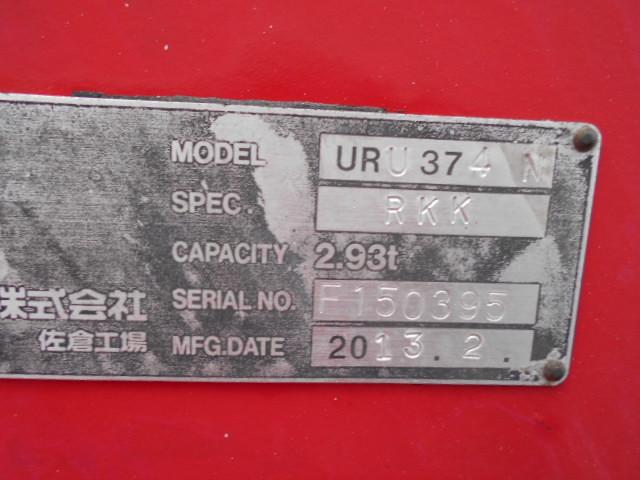 MODEL URU374N
SPEC. RKK
CAPACITY 2.93t
株式会社 SERIAL NO. F150395
佐倉工場 MFG.DATE 2013.2.